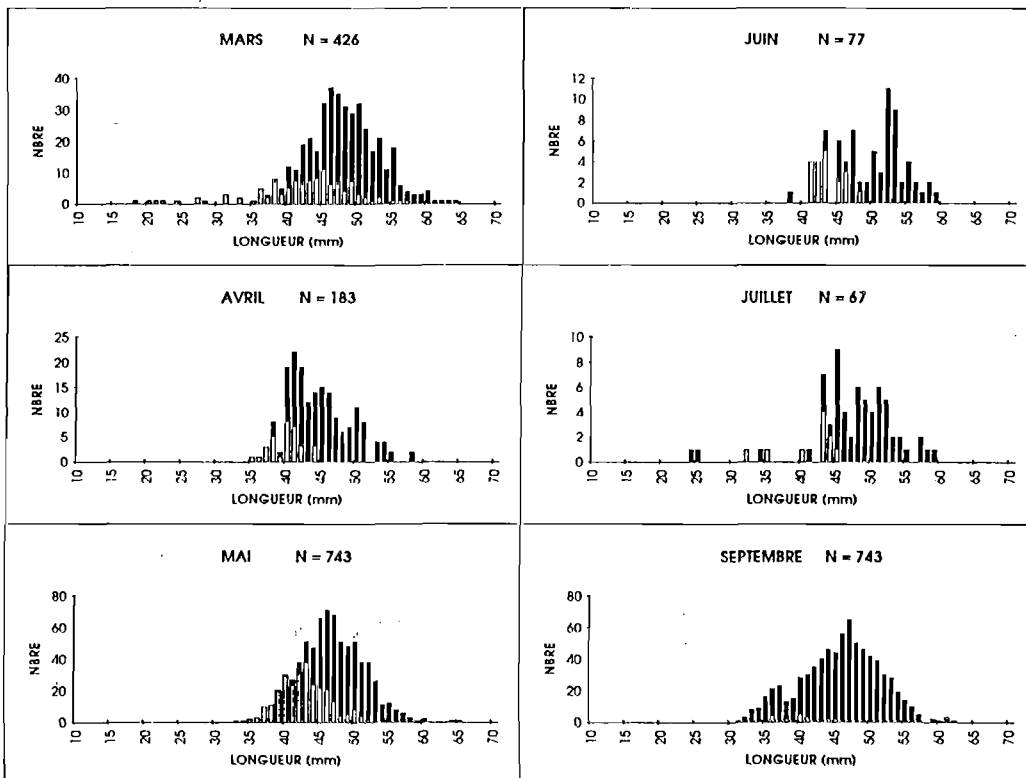 MARS N = 426
NBRE
40
30
20
10
0
10 15 20 25 30 35 40 45 50 55 60 65 70
LONGUEUR (mm)
JUIN N = 77
NBRE
12
10
8
6
4
2
0
10 15 20 25 30 35 40 45 50 55 60 65 70
LONGUEUR (mm)
AVRIL N = 183
NBRE
25
20
15
10
5
0
10 15 20 25 30 35 40 45 50 55 60 65 70
LONGUEUR (mm)
JUILLET N = 67
NBRE
10
8
6
4
2
0
10 15 20 25 30 35 40 45 50 55 60 65 70
LONGUEUR (mm)
MAI N = 743
NBRE
80
60
40
20
0
10 15 20 25 30 35 40 45 50 55 60 65 70
LONGUEUR (mm)
SEPTEMBRE N = 743
NBRE
80
60
40
20
0
10 15 20 25 30 35 40 45 50 55 60 65 70
LONGUEUR (mm)